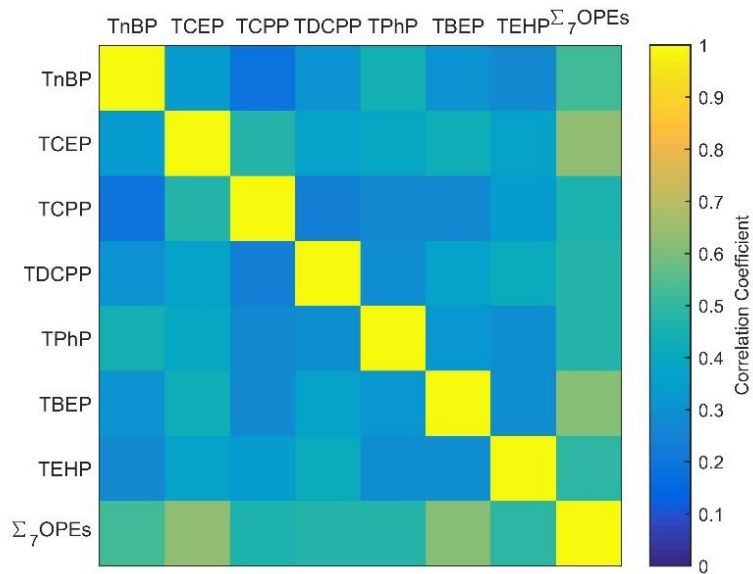 TnBP TCEP TCPP TDCPP TPhP TBEP TEHP Σ7OPEs
TnBP
TCEP
TCPP
TDCPP
TPhP
TBEP
TEHP
Σ7OPEs
1
0.9
0.8
0.7
0.6
0.5
0.4
0.3
0.2
0.1
0
Correlation Coefficient